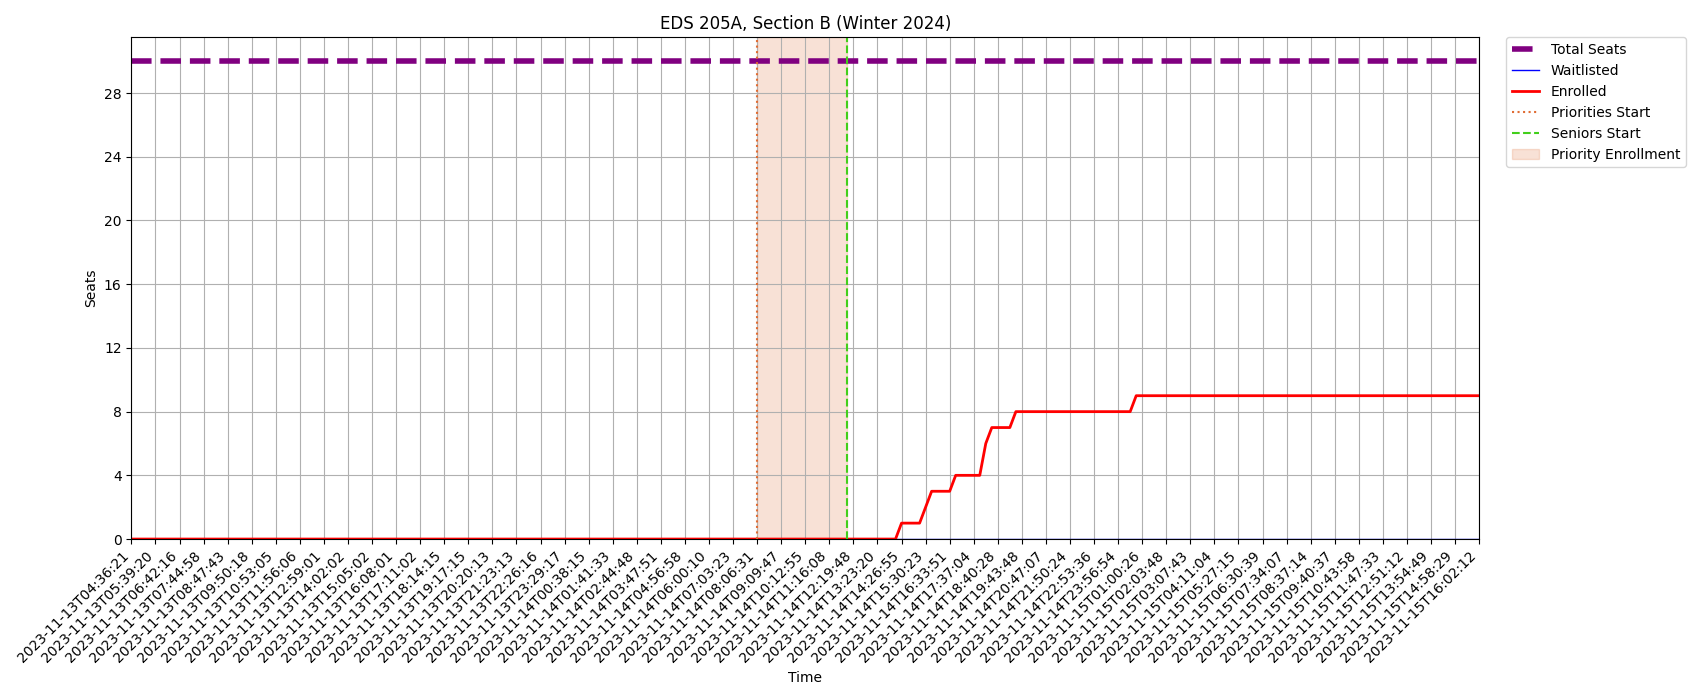 EDS 205A, Section B (Winter 2024)
Total Seats
Waitlisted
Enrolled
Priorities Start
Seniors Start
Priority Enrollment
Seats
28
24
20
16
12
8
4
0
2023-11-13T04:36:21
2023-11-13T05:39:20
2023-11-13T06:42:16
2023-11-13T07:44:58
2023-11-13T08:47:43
2023-11-13T09:50:18
2023-11-13T10:53:05
2023-11-13T11:56:06
2023-11-13T12:59:01
2023-11-13T14:02:02
2023-11-13T15:05:02
2023-11-13T16:08:01
2023-11-13T17:11:02
2023-11-13T18:14:15
2023-11-13T19:17:15
2023-11-13T20:20:13
2023-11-13T21:23:13
2023-11-13T22:26:16
2023-11-13T23:29:17
2023-11-14T00:38:15
2023-11-14T01:41:33
2023-11-14T02:44:48
2023-11-14T03:47:51
2023-11-14T04:56:58
2023-11-14T06:00:10
2023-11-14T07:03:23
2023-11-14T08:06:31
2023-11-14T09:09:47
2023-11-14T10:12:55
2023-11-14T11:16:08
2023-11-14T12:19:48
2023-11-14T13:23:20
2023-11-14T14:26:55
2023-11-14T15:30:23
2023-11-14T16:33:51
2023-11-14T17:37:04
2023-11-14T18:40:28
2023-11-14T19:43:48
2023-11-14T20:47:07
2023-11-14T21:50:24
2023-11-14T22:53:36
2023-11-14T23:56:54
2023-11-15T01:00:26
2023-11-15T02:03:48
2023-11-15T03:07:43
2023-11-15T04:11:04
2023-11-15T05:27:15
2023-11-15T06:30:39
2023-11-15T07:34:07
2023-11-15T08:37:14
2023-11-15T09:40:37
2023-11-15T10:43:58
2023-11-15T11:47:33
2023-11-15T12:51:12
2023-11-15T13:54:49
2023-11-15T14:58:29
2023-11-15T16:02:12
Time